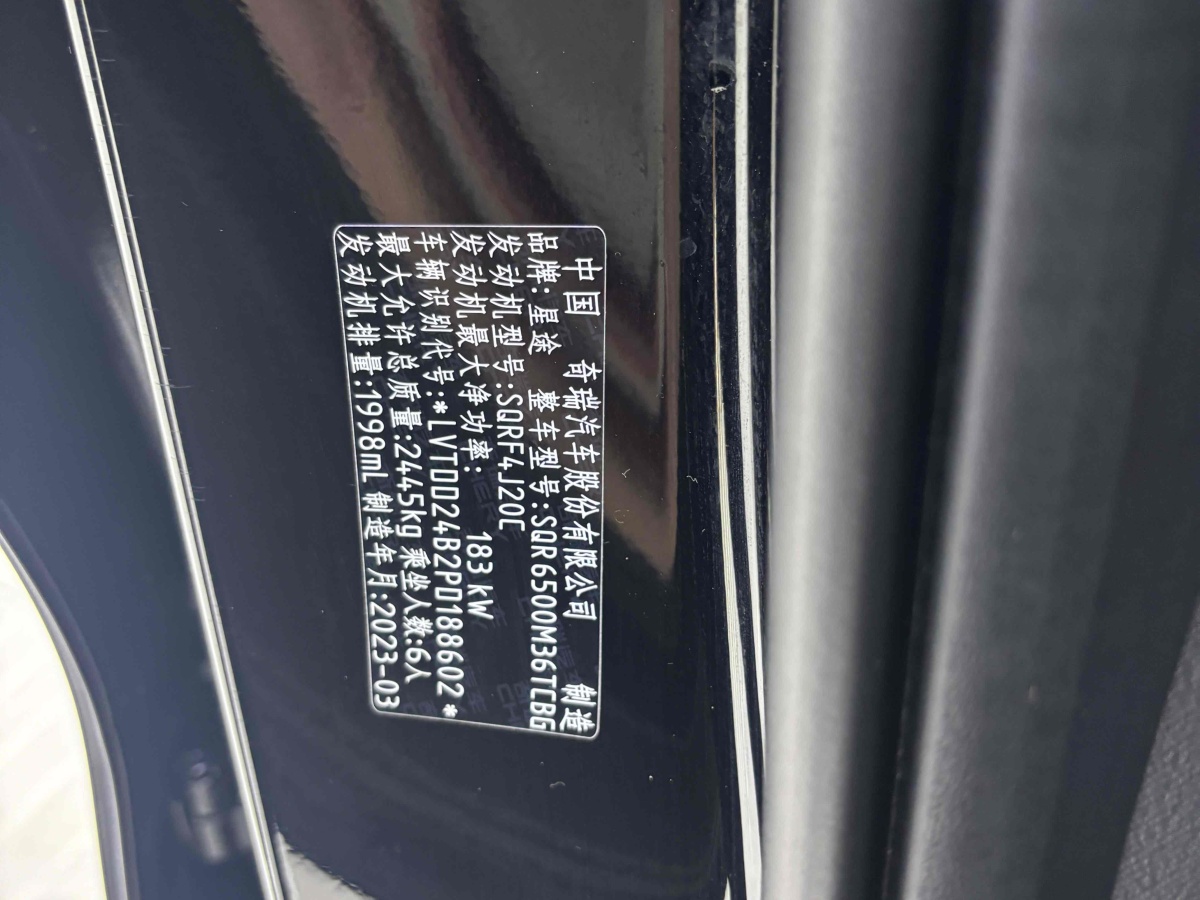 中国 奇瑞汽车股份有限公司 制造
品牌:星途 整车型号:SQR6500M36TCBG
发动机型号:SQRF4J20C
发动机最大净功率: 183kW
车辆识别代号:*LVTDD24B2PD188602*
最大允许总质量:2445kg 乘坐人数:6人
发动机排量:1998mL 制造年月:2023-03